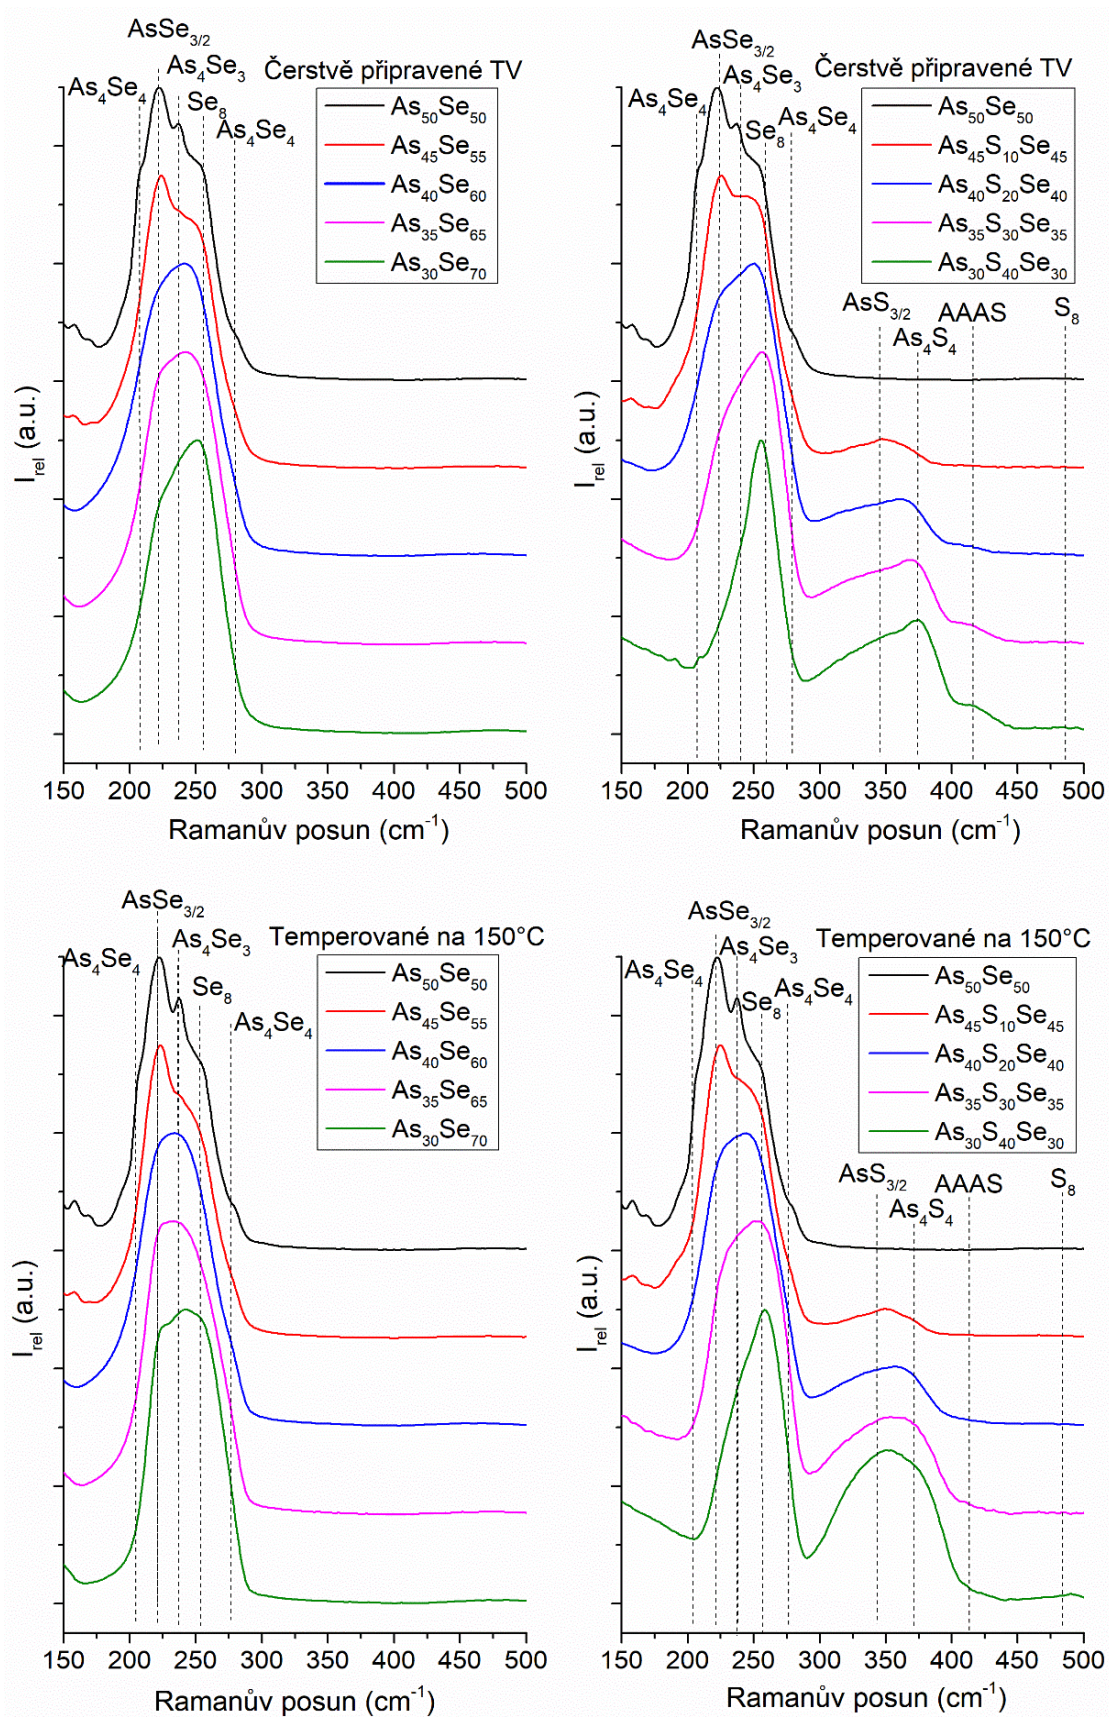 AsSe3/2
As4Se3
Čerstvě připravené TV
As4Se4
Se8
As4Se4
As50Se50
As45Se55
As40Se60
As35Se65
As30Se70
Irel (a.u.)
150 200 250 300 350 400 450 500
Ramanův posun (cm-1)
AsSe3/2
Čerstvě připravené TV
As4Se3
As4Se4
Se8
As4Se4
As50Se50
As45S10Se45
As40S20Se40
As35S30Se35
As30S40Se30
AsS3/2
AAAS
S8
As4S4
Irel (a.u.)
150 200 250 300 350 400 450 500
Ramanův posun (cm-1)
AsSe3/2
As4Se3
Temperované na 150°C
As4Se4
Se8
As4Se4
As50Se50
As45Se55
As40Se60
As35Se65
As30Se70
Irel (a.u.)
150 200 250 300 350 400 450 500
Ramanův posun (cm-1)
AsSe3/2
As4Se3
Temperované na 150°C
As4Se4
Se8
As4Se4
As50Se50
As45S10Se45
As40S20Se40
As35S30Se35
As30S40Se30
AsS3/2
AAAS
S8
As4S4
Irel (a.u.)
150 200 250 300 350 400 450 500
Ramanův posun (cm-1)